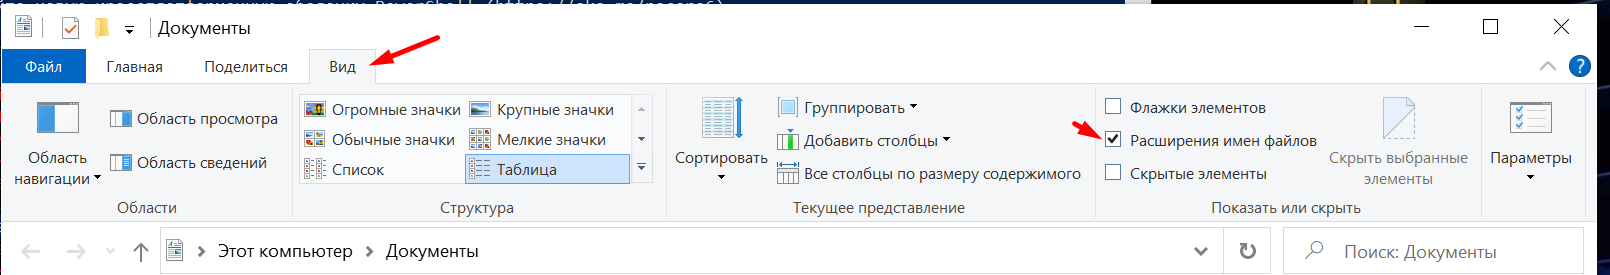 Документы
Файл Главная Поделиться Вид
Огромные значки Крупные значки Группировать Флажки элементов
Область просмотра
Обычные значки Мелкие значки Добавить столбцы Расширения имен файлов
Область навигации Область сведений Сортировать Скрыть выбранные элементы Параметры
Список Таблица Все столбцы по размеру содержимого Скрытые элементы
Области Структура Текущее представление Показать или скрыть
Этот компьютер Документы Поиск: Документы